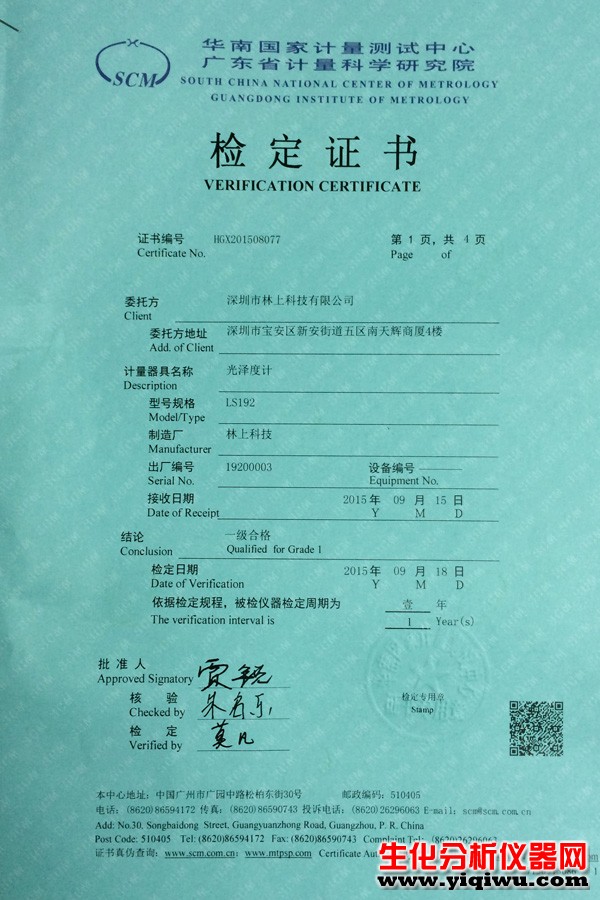 SCM
华南国家计量测试中心
广东省计量科学研究院
SOUTH CHINA NATIONAL CENTER OF METROLOGY
GUANGDONG INSTITUTE OF METROLOGY
检定证书
VERIFICATION CERTIFICATE
证书编号 HGX201508077 第 1 页，共 4 页
Certificate No. Page of
委托方 深圳市林上科技有限公司
Client
委托方地址 深圳市宝安区新安街道五区南天辉商厦4楼
Add. of Client
计量器具名称 光泽度计
Description
型号规格 LS192
Model/Type
制造厂 林上科技
Manufacturer
出厂编号 19200003 设备编号 ———
Serial No. Equipment No.
接收日期 2015 年 09 月 15 日
Date of Receipt Y M D
结论 一级合格
Conclusion Qualified for Grade 1
检定日期 2015 年 09 月 18 日
Date of Verification Y M D
依据检定规程，被检仪器检定周期为 壹 年
The verification interval is 1 Year(s)
批准人
Approved Signatory
核验
Checked by
检定 莫凡
Verified by
检定专用章
Stamp
本中心地址: 中国广州市广园中路松柏东街30号 邮政编码: 510405
电话: (8620)86594172 传真: (8620)86590743 投诉电话: (8620)26296063 E-mail: scm@scm.com.cn
Add: No.30, Songbaidong Street, Guangyuanzhong Road, Guangzhou, P. R. China
Post Code: 510405 Tel: (8620)86594172 Fax: (8620)86590743 Complaint Tel: (8620)26296063
证书真伪查询: www.scm.com.cn; www.mtpsp.com Certificate
生化分析仪器网
www.yiqiwu.com